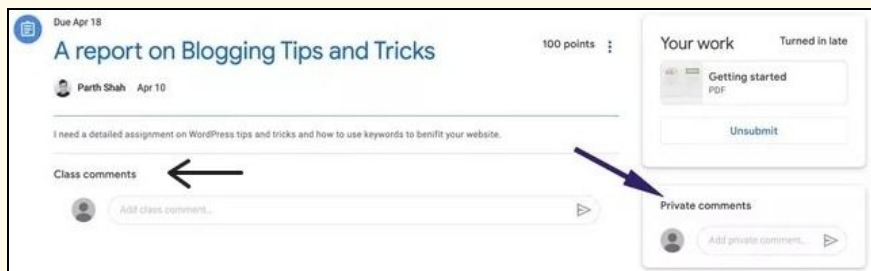 Due Apr 18
A report on Blogging Tips and Tricks
100 points
Parth Shah Apr 10
I need a detailed assignment on WordPress tips and tricks and how to use keywords to benifit your website.
Class comments
Add class comment...
Your work
Turned in late
Getting started
PDF
Unsubmit
Private comments
Add private comment...